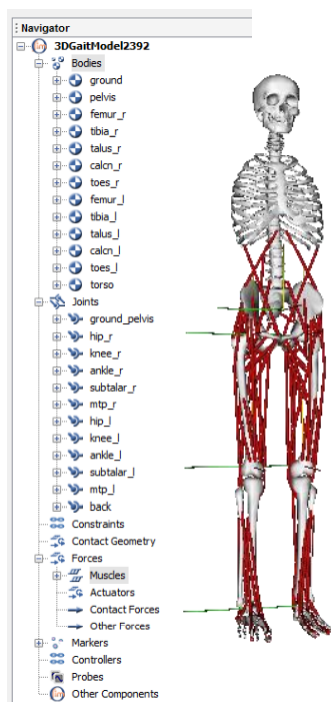 Navigator
3DGaitModel2392
Bodies
ground
pelvis
femur_r
tibia_r
talus_r
calcn_r
toes_r
femur_l
tibia_l
talus_l
calcn_l
toes_l
torso
Joints
ground_pelvis
hip_r
knee_r
ankle_r
subtalar_r
mtp_r
hip_l
knee_l
ankle_l
subtalar_l
mtp_l
back
Constraints
Contact Geometry
Forces
Muscles
Actuators
Contact Forces
Other Forces
Markers
Controllers
Probes
Other Components